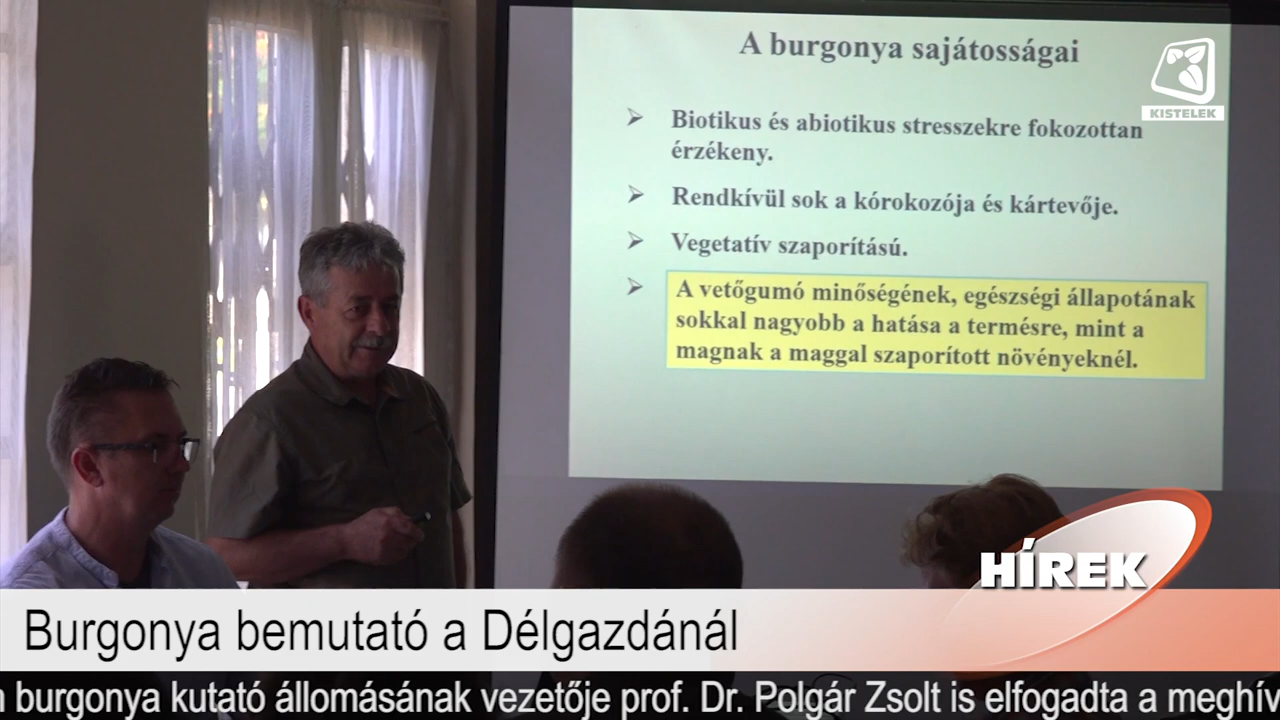 A burgonya sajátosságai
KISTELEK
Biotikus és abiotikus stresszekre fokozottan
érzékeny.
Rendkívül sok a kórokozója és kártevője.
Vegetatív szaporítású.
A vetőgumó minőségének, egészségi állapotának
sokkal nagyobb a hatása a termésre, mint a
magnak a maggal szaporított növényeknél.
HÍREK
Burgonya bemutató a Délgazdánál
burgonya kutató állomásának vezetője prof. Dr. Polgár Zsolt is elfogadta a meghív